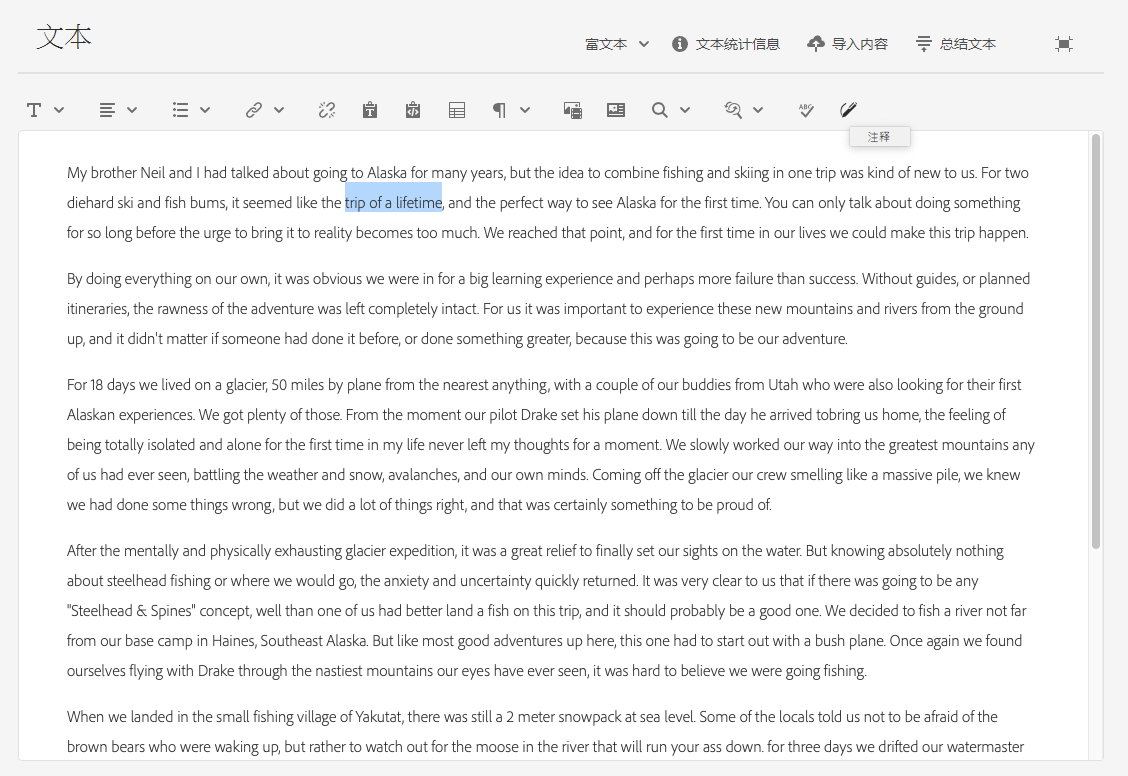 文本
富文本 文本统计信息 导入内容 总结文本
注释
My brother Neil and I had talked about going to Alaska for many years, but the idea to combine fishing and skiing in one trip was kind of new to us. For two
diehard ski and fish bums, it seemed like the trip of a lifetime, and the perfect way to see Alaska for the first time. You can only talk about doing something
for so long before the urge to bring it to reality becomes too much. We reached that point, and for the first time in our lives we could make this trip happen.
By doing everything on our own, it was obvious we were in for a big learning experience and perhaps more failure than success. Without guides, or planned
itineraries, the rawness of the adventure was left completely intact. For us it was important to experience these new mountains and rivers from the ground
up, and it didn't matter if someone had done it before, or done something greater, because this was going to be our adventure.
For 18 days we lived on a glacier, 50 miles by plane from the nearest anything, with a couple of our buddies from Utah who were also looking for their first
Alaskan experiences. We got plenty of those. From the moment our pilot Drake set his plane down till the day he arrived tobring us home, the feeling of
being totally isolated and alone for the first time in my life never left my thoughts for a moment. We slowly worked our way into the greatest mountains any
of us had ever seen, battling the weather and snow, avalanches, and our own minds. Coming off the glacier our crew smelling like a massive pile, we knew
we had done some things wrong, but we did a lot of things right, and that was certainly something to be proud of.
After the mentally and physically exhausting glacier expedition, it was a great relief to finally set our sights on the water. But knowing absolutely nothing
about steelhead fishing or where we would go, the anxiety and uncertainty quickly returned. It was very clear to us that if there was going to be any
"Steelhead & Spines" concept, well than one of us had better land a fish on this trip, and it should probably be a good one. We decided to fish a river not far
from our base camp in Haines, Southeast Alaska. But like most good adventures up here, this one had to start out with a bush plane. Once again we found
ourselves flying with Drake through the nastiest mountains our eyes have ever seen, it was hard to believe we were going fishing.
When we landed in the small fishing village of Yakutat, there was still a 2 meter snowpack at sea level. Some of the locals told us not to be afraid of the
brown bears who were waking up, but rather to watch out for the moose in the river that will run your ass down. for three days we drifted our watermaster